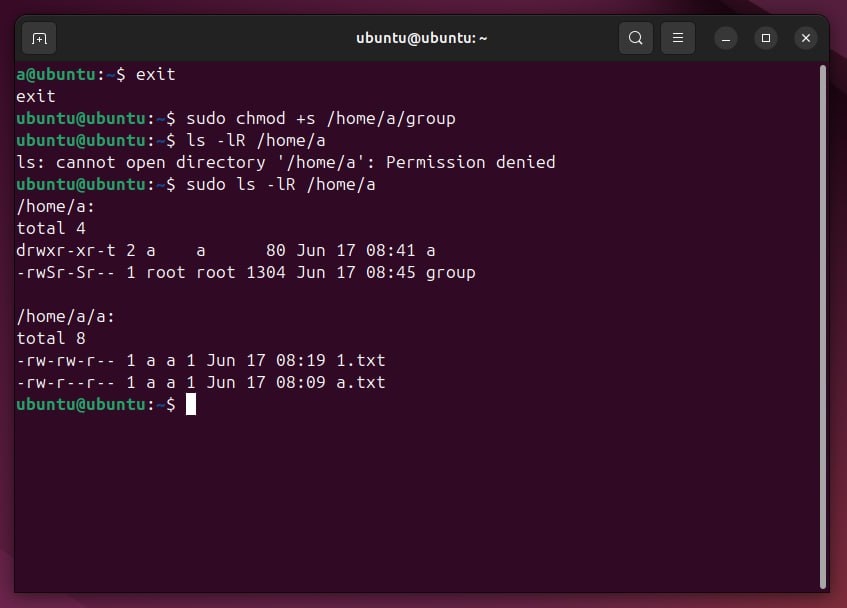 ubuntu@ubuntu: ~
a@ubuntu:~$ exit
exit
ubuntu@ubuntu:~$ sudo chmod +s /home/a/group
ubuntu@ubuntu:~$ ls -lR /home/a
ls: cannot open directory '/home/a': Permission denied
ubuntu@ubuntu:~$ sudo ls -lR /home/a
/home/a:
total 4
drwxr-xr-t 2 a    a      80 Jun 17 08:41 a
-rwSr-Sr-- 1 root root 1304 Jun 17 08:45 group
/home/a/a:
total 8
-rw-rw-r-- 1 a a 1 Jun 17 08:19 1.txt
-rw-r--r-- 1 a a 1 Jun 17 08:09 a.txt
ubuntu@ubuntu:~$